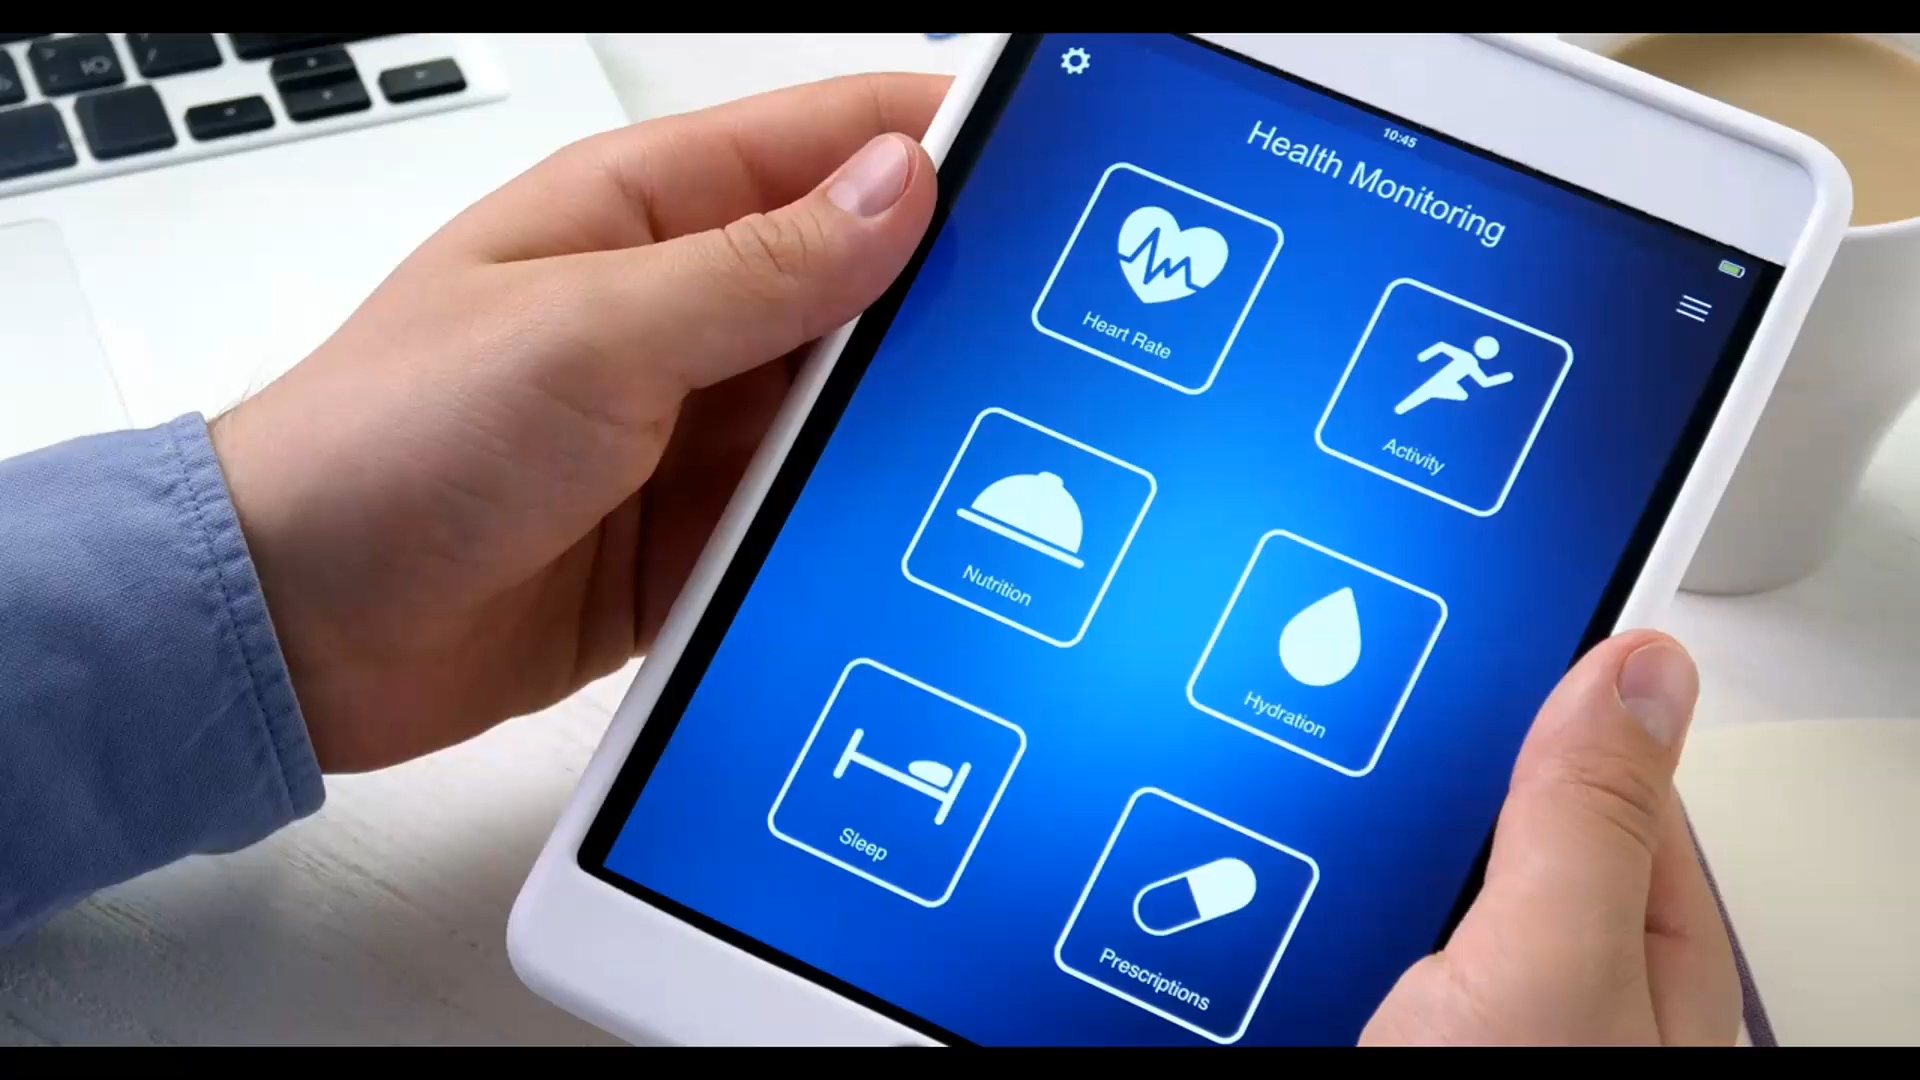 10:45
Health Monitoring
Heart Rate
Activity
Nutrition
Hydration
Sleep
Prescriptions